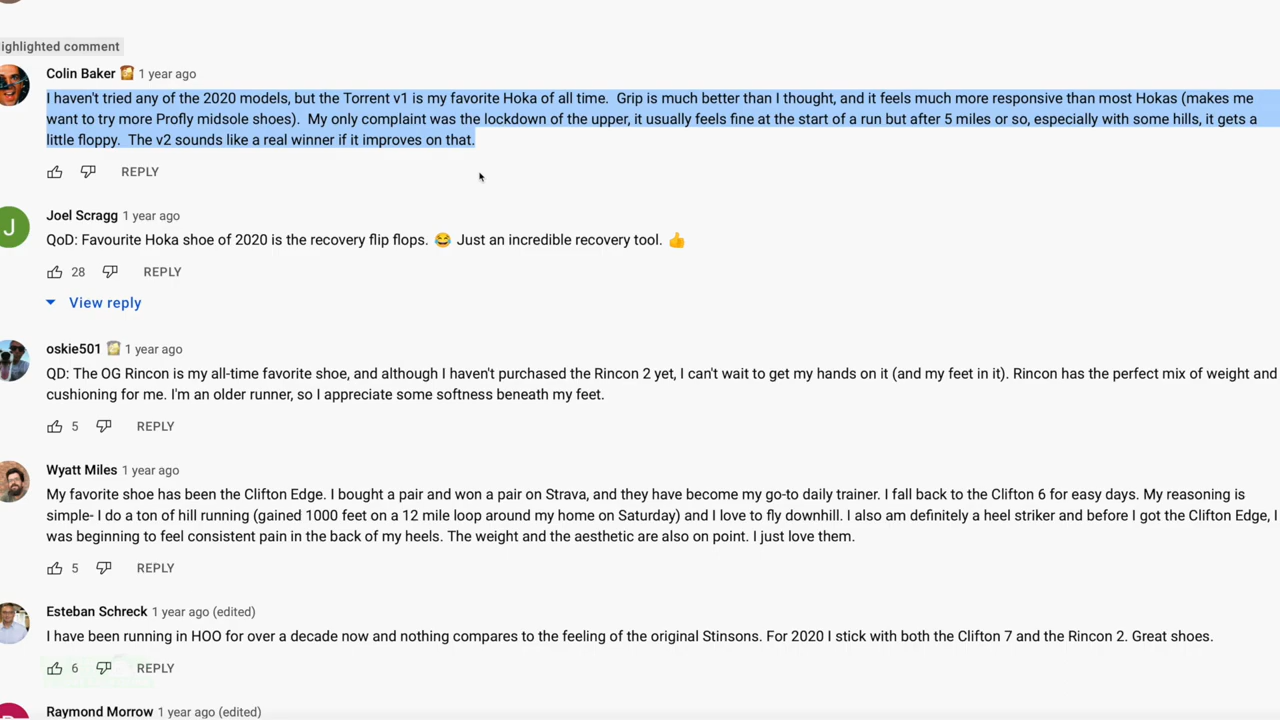 ighlighted comment
Colin Baker 1 year ago
I haven't tried any of the 2020 models, but the Torrent v1 is my favorite Hoka of all time.  Grip is much better than I thought, and it feels much more responsive than most Hokas (makes me
want to try more Profly midsole shoes).  My only complaint was the lockdown of the upper, it usually feels fine at the start of a run but after 5 miles or so, especially with some hills, it gets a
little floppy.  The v2 sounds like a real winner if it improves on that.
REPLY
J
Joel Scragg 1 year ago
QoD: Favourite Hoka shoe of 2020 is the recovery flip flops. 😂 Just an incredible recovery tool. 👍
28 REPLY
View reply
oskie501 1 year ago
QD: The OG Rincon is my all-time favorite shoe, and although I haven't purchased the Rincon 2 yet, I can't wait to get my hands on it (and my feet in it). Rincon has the perfect mix of weight and
cushioning for me. I'm an older runner, so I appreciate some softness beneath my feet.
5 REPLY
Wyatt Miles 1 year ago
My favorite shoe has been the Clifton Edge. I bought a pair and won a pair on Strava, and they have become my go-to daily trainer. I fall back to the Clifton 6 for easy days. My reasoning is
simple- I do a ton of hill running (gained 1000 feet on a 12 mile loop around my home on Saturday) and I love to fly downhill. I also am definitely a heel striker and before I got the Clifton Edge, I
was beginning to feel consistent pain in the back of my heels. The weight and the aesthetic are also on point. I just love them.
5 REPLY
Esteban Schreck 1 year ago (edited)
I have been running in HOO for over a decade now and nothing compares to the feeling of the original Stinsons. For 2020 I stick with both the Clifton 7 and the Rincon 2. Great shoes.
6 REPLY
Raymond Morrow 1 year ago (edited)